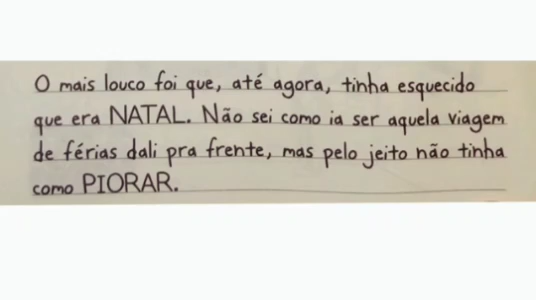 O mais louco foi que, até agora, tinha esquecido
que era NATAL. Não sei como ia ser aquela viagem
de férias dali pra frente, mas pelo jeito não tinha
como PIORAR.